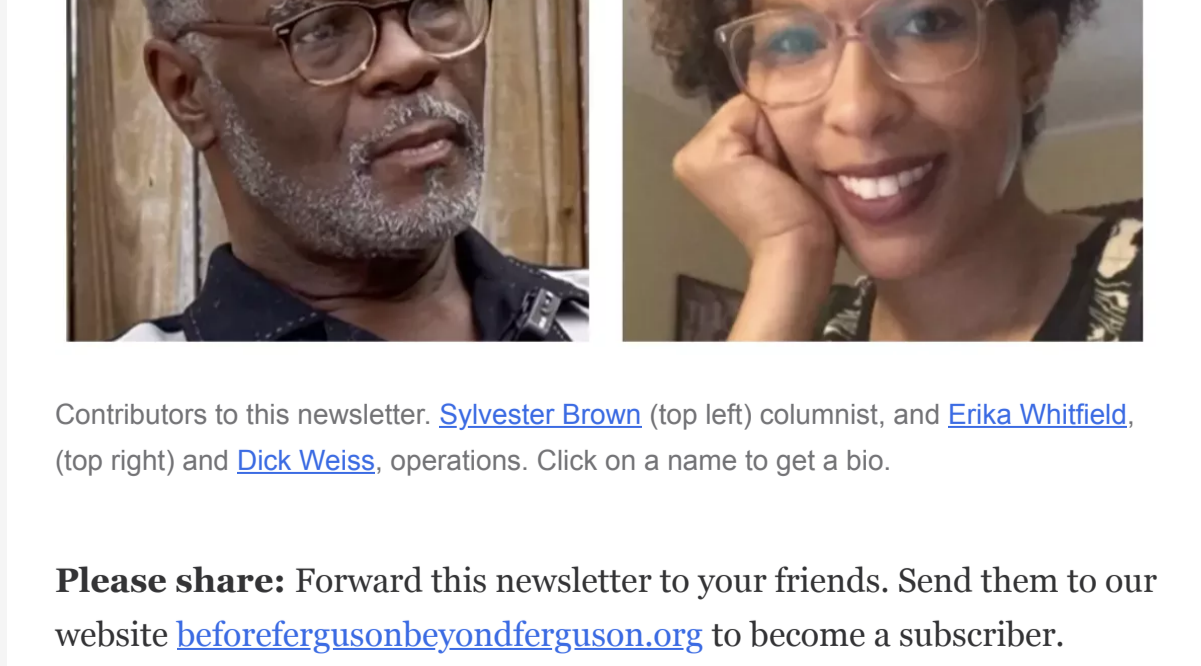 Contributors to this newsletter. Sylvester Brown (top left) columnist, and Erika Whitfield,
(top right) and Dick Weiss, operations. Click on a name to get a bio.
Please share: Forward this newsletter to your friends. Send them to our
website beforefergusonbeyondferguson.org to become a subscriber.